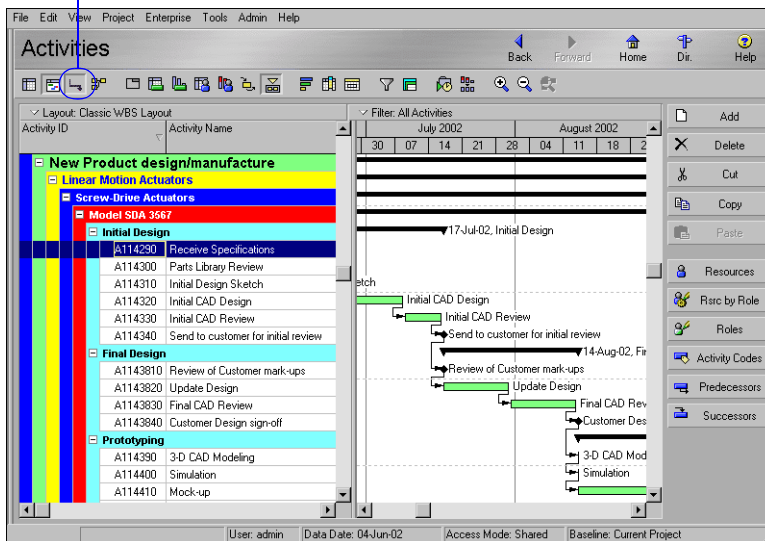 File Edit View Project Enterprise Tools Admin Help
Activities
Back Forward Home Dir. Help
Layout: Classic WBS Layout
Filter: All Activities
Activity ID Activity Name
July 2002 August 2002
30 07 14 21 28 04 11 18 2
New Product design/manufacture
Linear Motion Actuators
Screw-Drive Actuators
Model SDA 3567
Initial Design
17-Jul-02, Initial Design
A114290 Receive Specifications
A114300 Parts Library Review
A114310 Initial Design Sketch
etch
A114320 Initial CAD Design
Initial CAD Design
A114330 Initial CAD Review
Initial CAD Review
A114340 Send to customer for initial review
Send to customer for initial review
Final Design
14-Aug-02, Fir
A1143810 Review of Customer mark-ups
Review of Customer mark-ups
A1143820 Update Design
Update Design
A1143830 Final CAD Review
Final CAD Rev
A1143840 Customer Design sign-off
Customer Des
Prototyping
A114390 3-D CAD Modeling
3-D CAD Mod
A114400 Simulation
Simulation
A114410 Mock-up
Add
Delete
Cut
Copy
Paste
Resources
Rsrc by Role
Roles
Activity Codes
Predecessors
Successors
User: admin Data Date: 04-Jun-02 Access Mode: Shared Baseline: Current Project